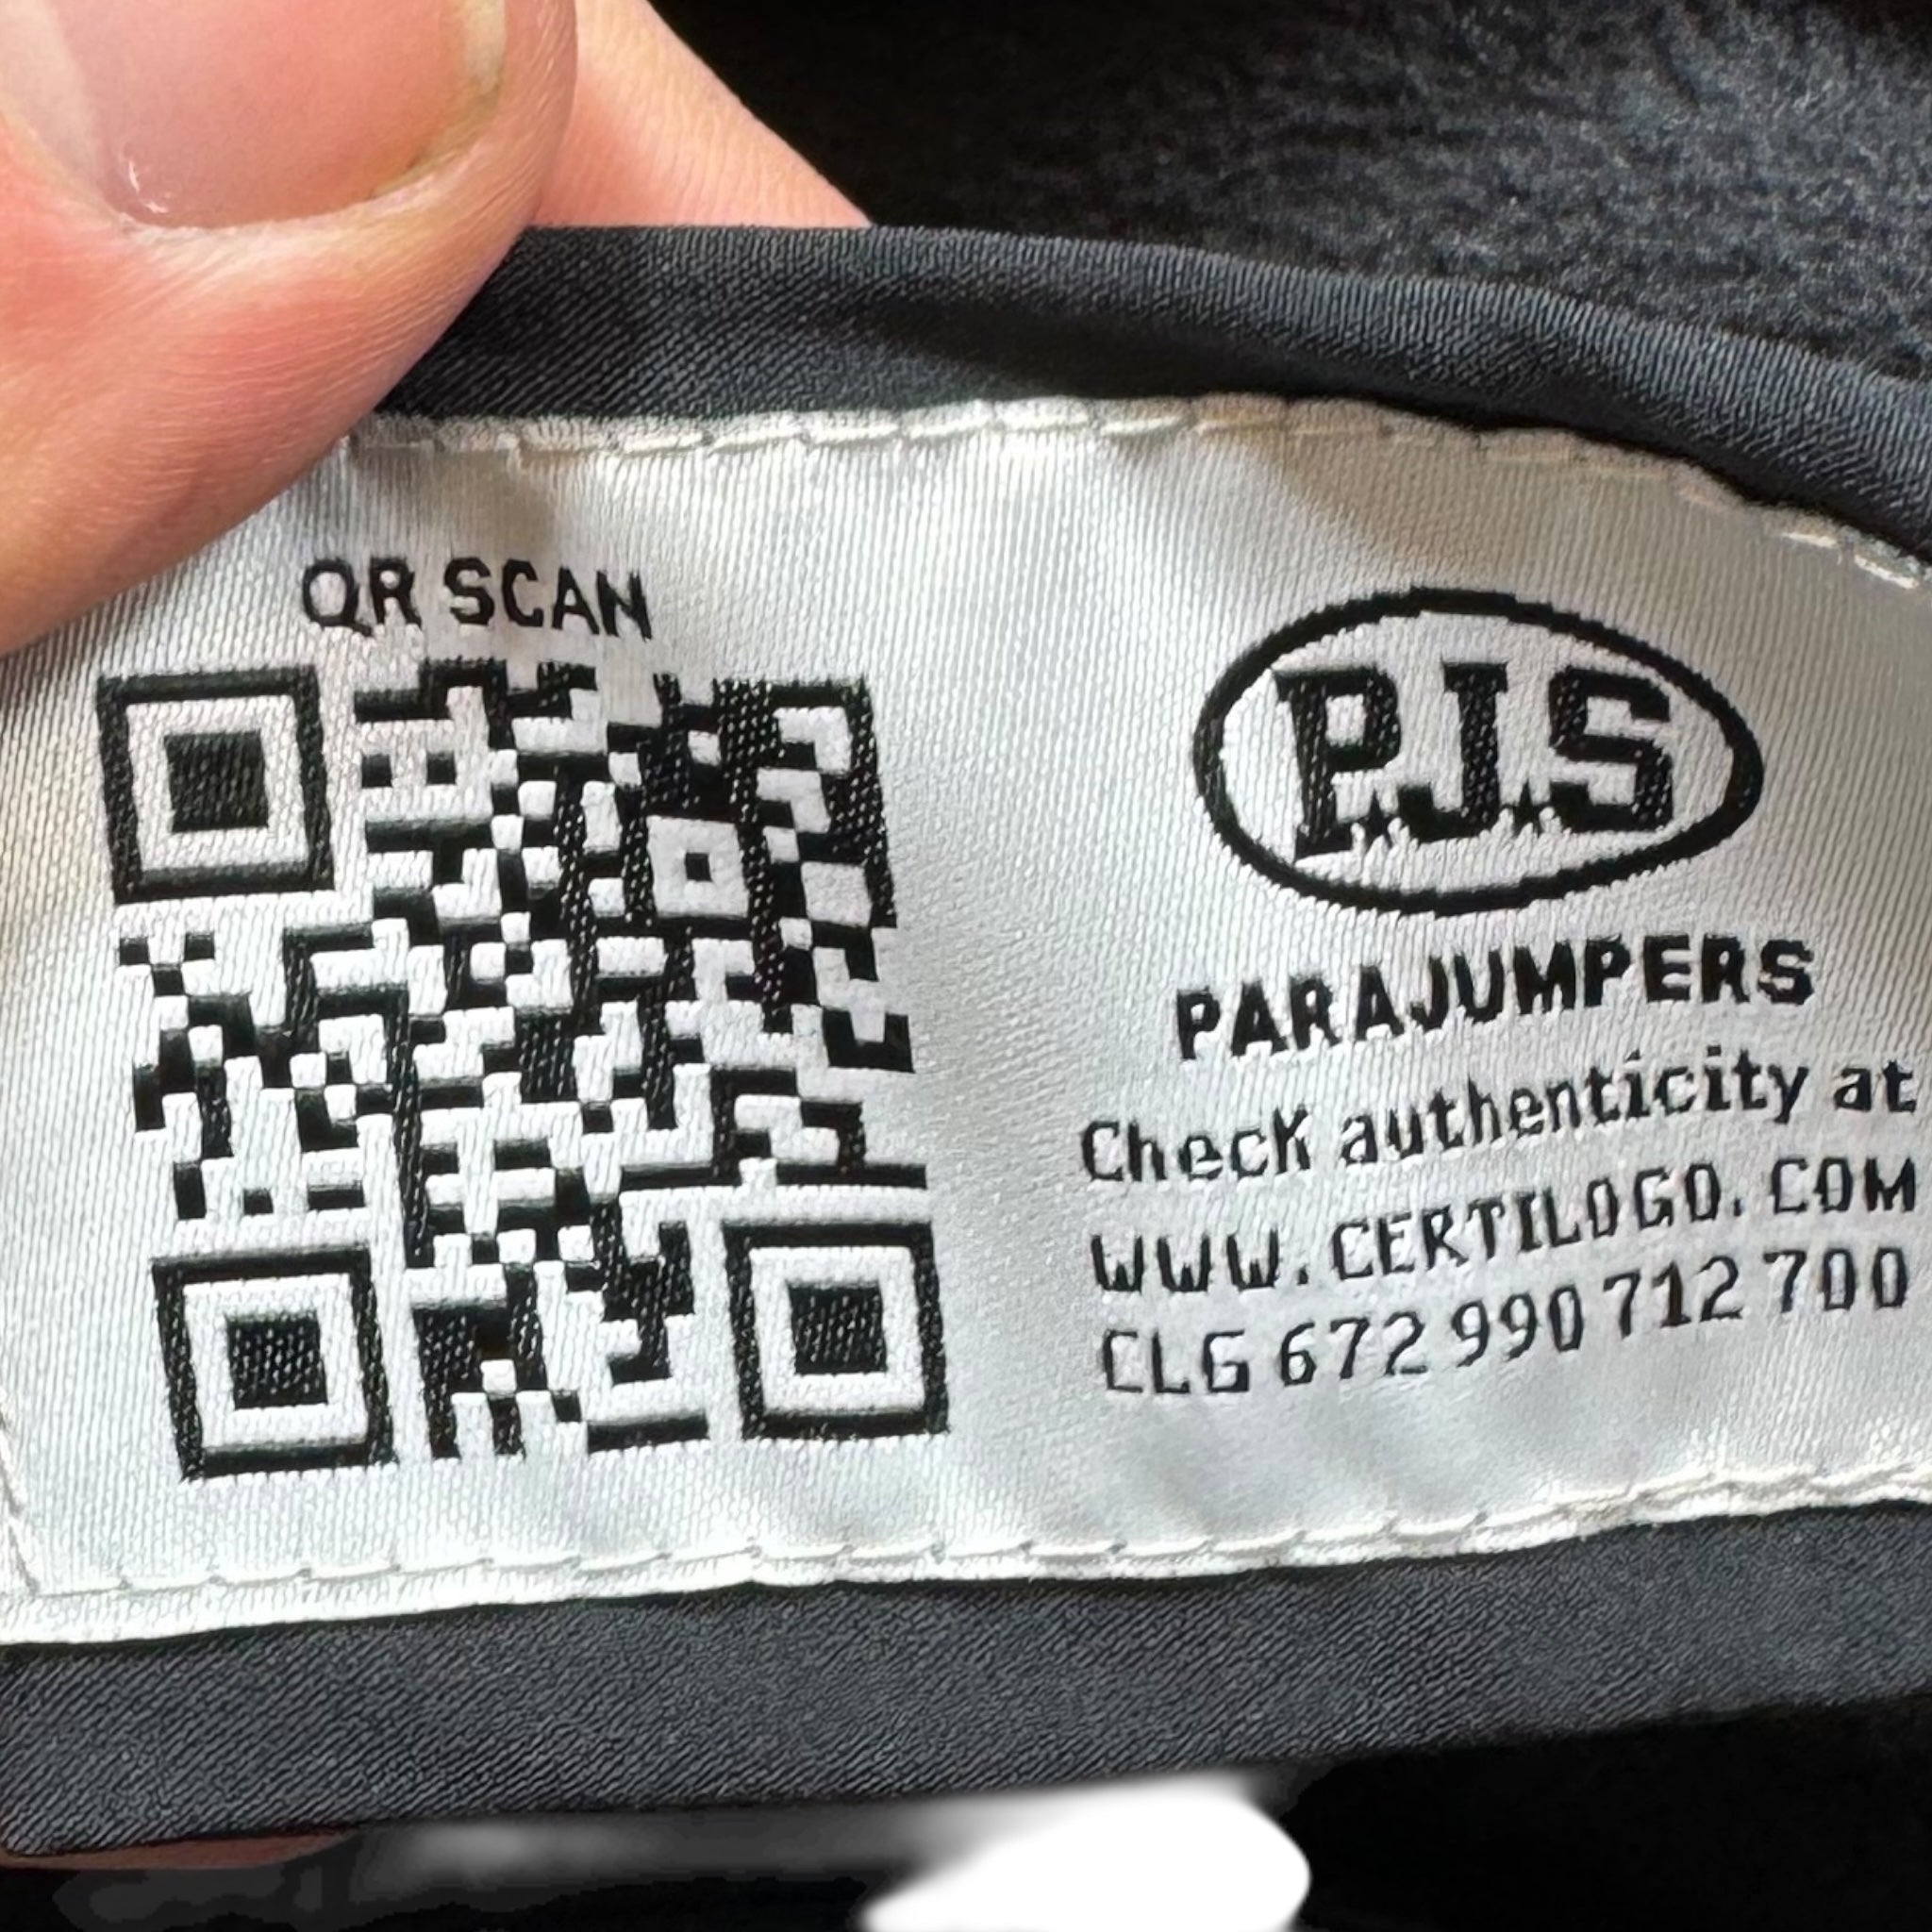 QR SCAN
P.J.S
PARAJUMPERS
Check authenticity at
WWW.CERTILOGO.COM
CLG 672 990 712 700